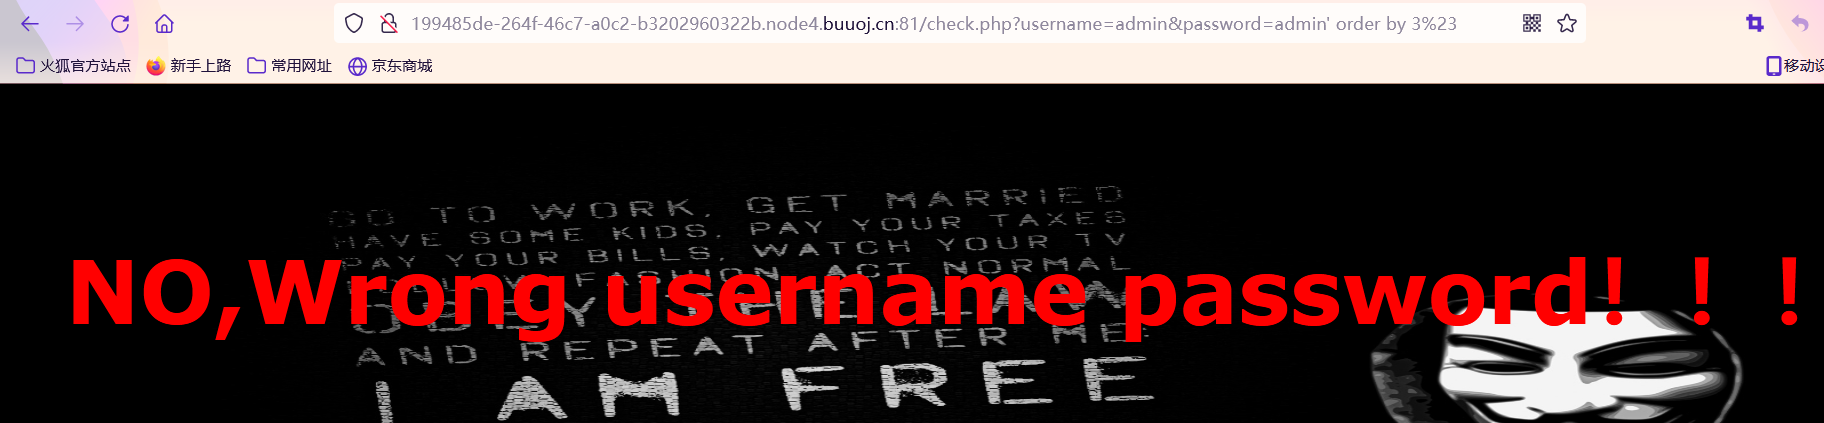 199485de-264f-46c7-a0c2-b3202960322b.node4.buuoj.cn:81/check.php?username=admin&password=admin' order by 3%23
火狐官方站点 新手上路 常用网址 京东商城 移动设
GO TO WORK, GET MARRIED
HAVE SOME KIDS, PAY YOUR TAXES
PAY YOUR BILLS, WATCH YOUR TV
FASHION, ACT NORMAL
NO,Wrong username password！！！
OBEY THE LAW
AND REPEAT AFTER ME:
I AM FREE